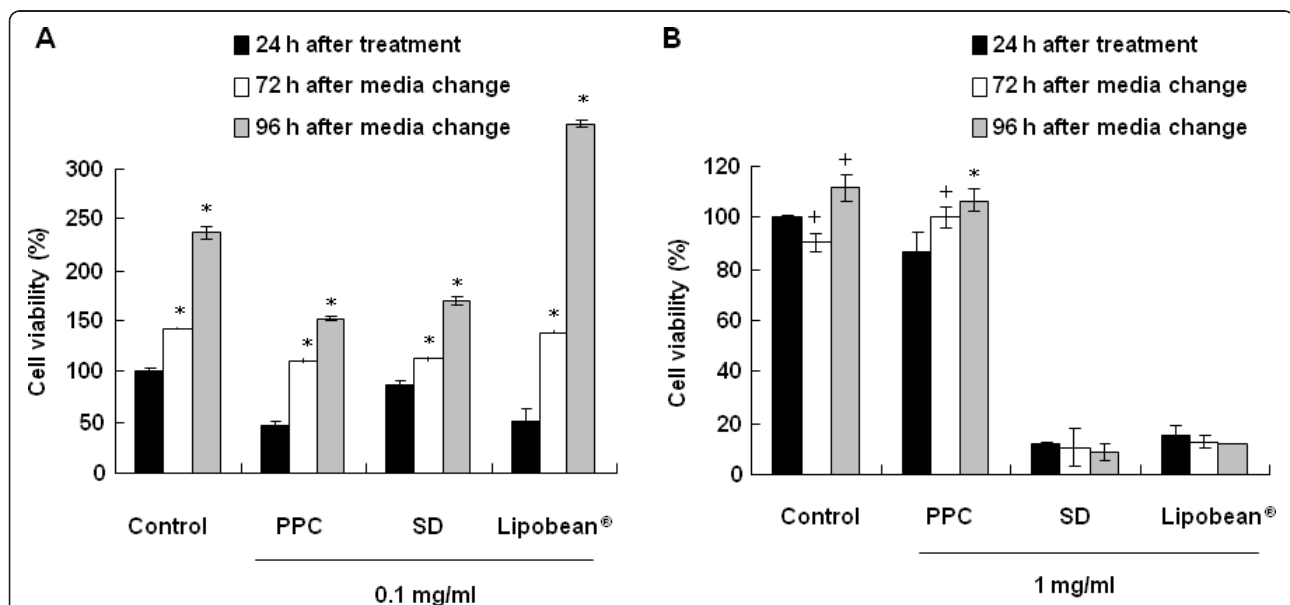 A
24 h after treatment
72 h after media change
96 h after media change
Cell viability (%)
300
250
200
150
100
50
0
* * * * * * * *
Control PPC SD Lipobean®
0.1 mg/ml
B
24 h after treatment
72 h after media change
96 h after media change
Cell viability (%)
120
100
80
60
40
20
0
+ + + *
Control PPC SD Lipobean®
1 mg/ml